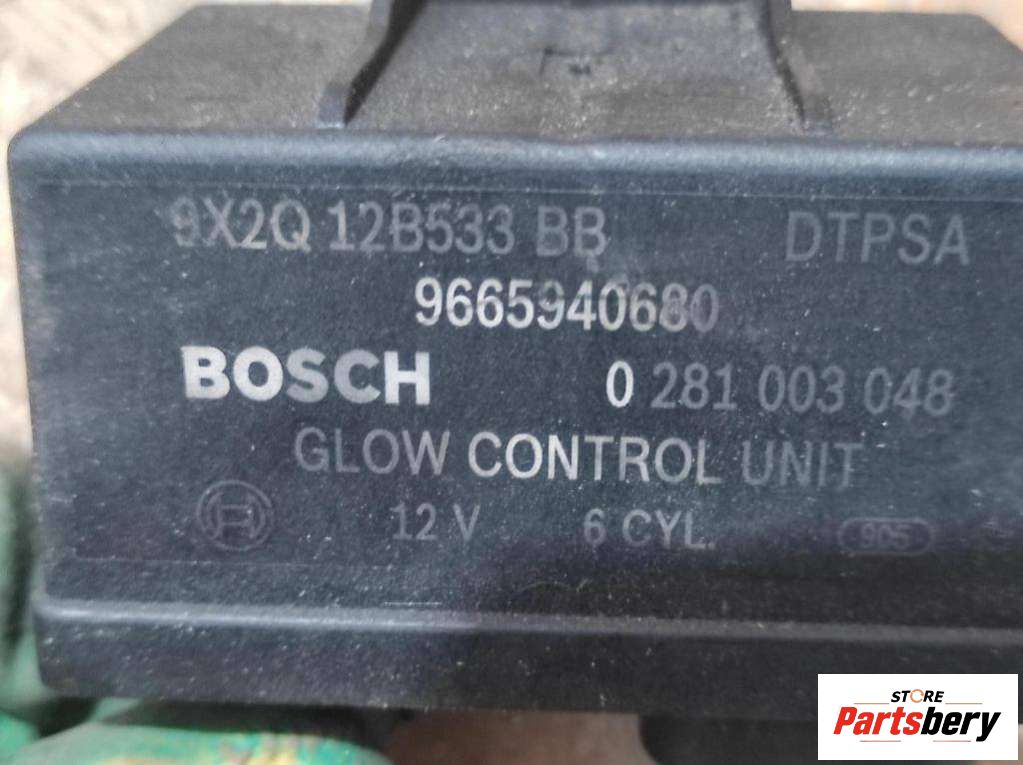 9X2Q 12B533 BB DTPSA
9665940680
BOSCH 0 281 003 048
GLOW CONTROL UNIT
12 V 6 CYL. 905
STORE
Partsbery